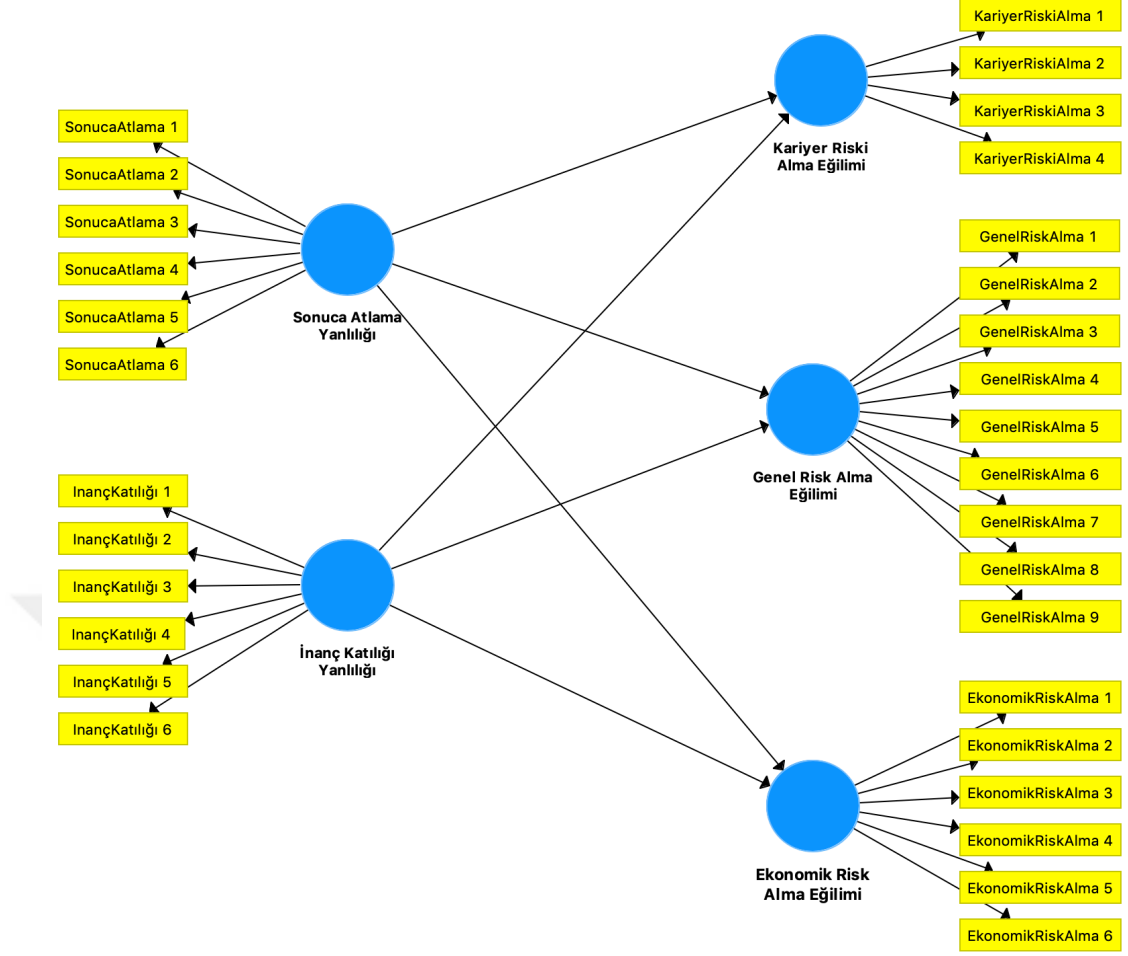 SonucaAtlama 1
SonucaAtlama 2
SonucaAtlama 3
SonucaAtlama 4
SonucaAtlama 5
SonucaAtlama 6
Sonuca Atlama
Yanlılığı
InançKatılığı 1
InançKatılığı 2
InançKatılığı 3
InançKatılığı 4
InançKatılığı 5
InançKatılığı 6
İnanç Katılığı
Yanlılığı
Kariyer Riski
Alma Eğilimi
KariyerRiskiAlma 1
KariyerRiskiAlma 2
KariyerRiskiAlma 3
KariyerRiskiAlma 4
Genel Risk Alma
Eğilimi
GenelRiskAlma 1
GenelRiskAlma 2
GenelRiskAlma 3
GenelRiskAlma 4
GenelRiskAlma 5
GenelRiskAlma 6
GenelRiskAlma 7
GenelRiskAlma 8
GenelRiskAlma 9
Ekonomik Risk
Alma Eğilimi
EkonomikRiskAlma 1
EkonomikRiskAlma 2
EkonomikRiskAlma 3
EkonomikRiskAlma 4
EkonomikRiskAlma 5
EkonomikRiskAlma 6